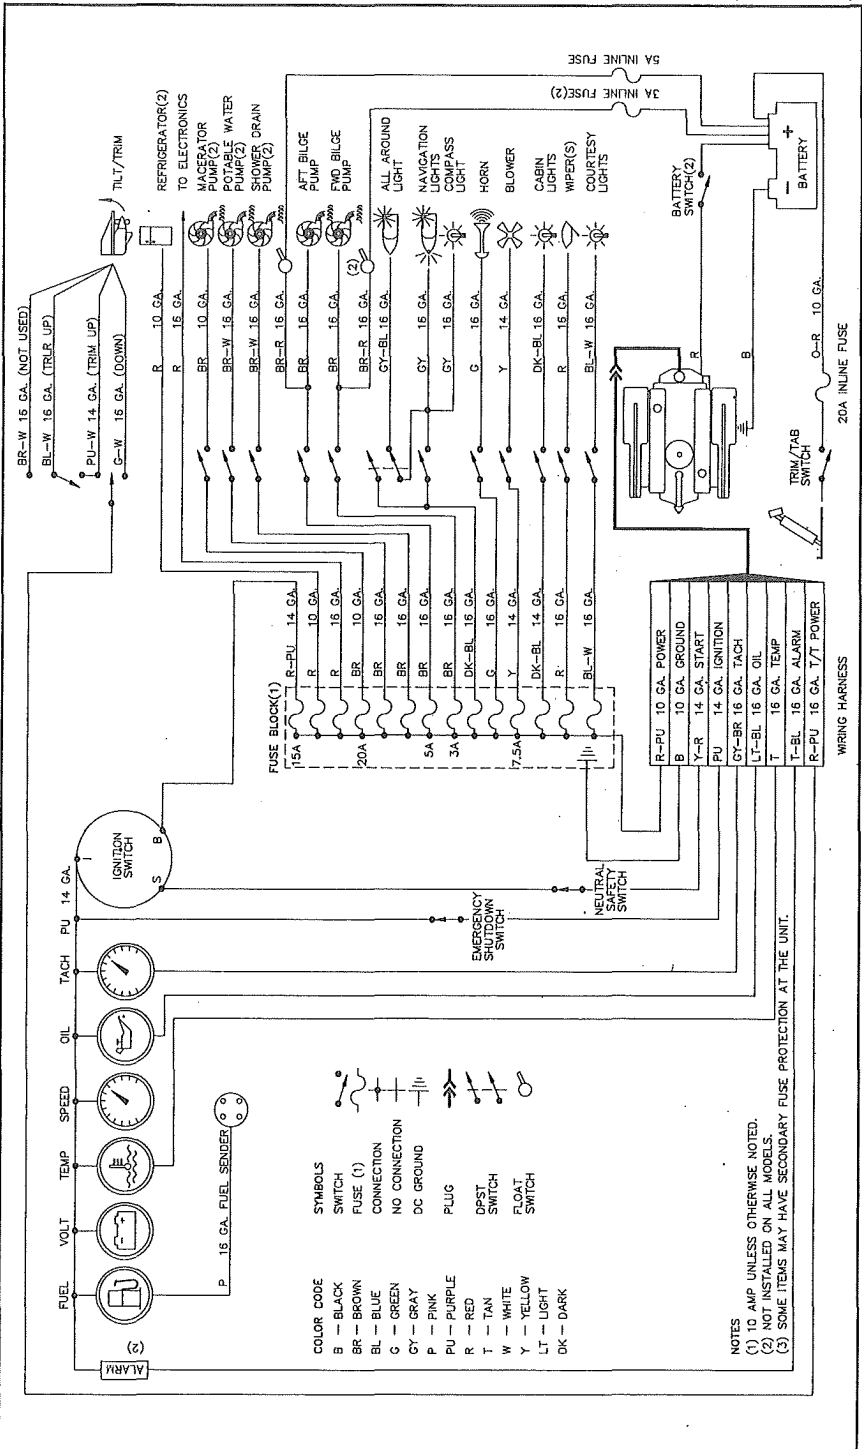 BR-W 16 GA. (NOT USED)
BL-W 16 GA. (TRLR UP)
PU-W 14 GA. (TRIM UP)
G-W 16 GA. (DOWN)
TILT/TRIM
REFRIGERATOR(2)
TO ELECTRONICS
MACERATOR
PUMP(2)
POTABLE WATER
PUMP(2)
SHOWER DRAIN
PUMP(2)
AFT BILGE
PUMP
FWD BILGE
PUMP
ALL AROUND
LIGHT
NAVIGATION
LIGHTS
COMPASS
LIGHT
HORN
BLOWER
CABIN
LIGHTS
WIPER(S)
COURTESY
LIGHTS
5A INLINE FUSE
3A INLINE FUSE(2)
BATTERY
SWITCH(2)
+
-
BATTERY
R 10 GA.
R 16 GA.
BR 10 GA.
BR-W 16 GA.
BR-W 16 GA.
BR-R 16 GA.
BR 16 GA.
BR 16 GA.
(2)
BR-R 16 GA.
GY-BL 16 GA.
GY 16 GA.
GY 16 GA.
G 16 GA.
Y 14 GA.
DK-BL 16 GA.
R 16 GA.
BL-W 16 GA.
R
B
O-R 10 GA.
20A INLINE FUSE
TRIM/TAB
SWITCH
FUSE BLOCK(1)
15A
20A
5A
3A
7.5A
R-PU 14 GA.
R 10 GA.
R 16 GA.
BR 10 GA.
BR 16 GA.
BR 16 GA.
BR 16 GA.
BR 16 GA.
DK-BL 16 GA.
G 16 GA.
Y 14 GA.
DK-BL 14 GA.
R 16 GA.
BL-W 16 GA.
R-PU 10 GA. POWER
B 10 GA. GROUND
Y-R 14 GA. START
PU 14 GA. IGNITION
GY-BR 16 GA. TACH
LT-BL 16 GA. OIL
T 16 GA. TEMP
T-BL 16 GA. ALARM
R-PU 16 GA. T/T POWER
WIRING HARNESS
IGNITION
SWITCH
I
B
S
NEUTRAL
SAFETY
SWITCH
EMERGENCY
SHUTDOWN
SWITCH
PU 14 GA.
FUEL
VOLT
TEMP
SPEED
OIL
TACH
ALARM
(2)
P 16 GA. FUEL SENDER
COLOR CODE
B - BLACK
BR - BROWN
BL - BLUE
G - GREEN
GY - GRAY
P - PINK
PU - PURPLE
R - RED
T - TAN
W - WHITE
Y - YELLOW
LT - LIGHT
DK - DARK
SYMBOLS
SWITCH
FUSE (1)
CONNECTION
NO CONNECTION
DC GROUND
PLUG
DPST
SWITCH
FLOAT
SWITCH
NOTES
(1) 10 AMP UNLESS OTHERWISE NOTED.
(2) NOT INSTALLED ON ALL MODELS.
(3) SOME ITEMS MAY HAVE SECONDARY FUSE PROTECTION AT THE UNIT.